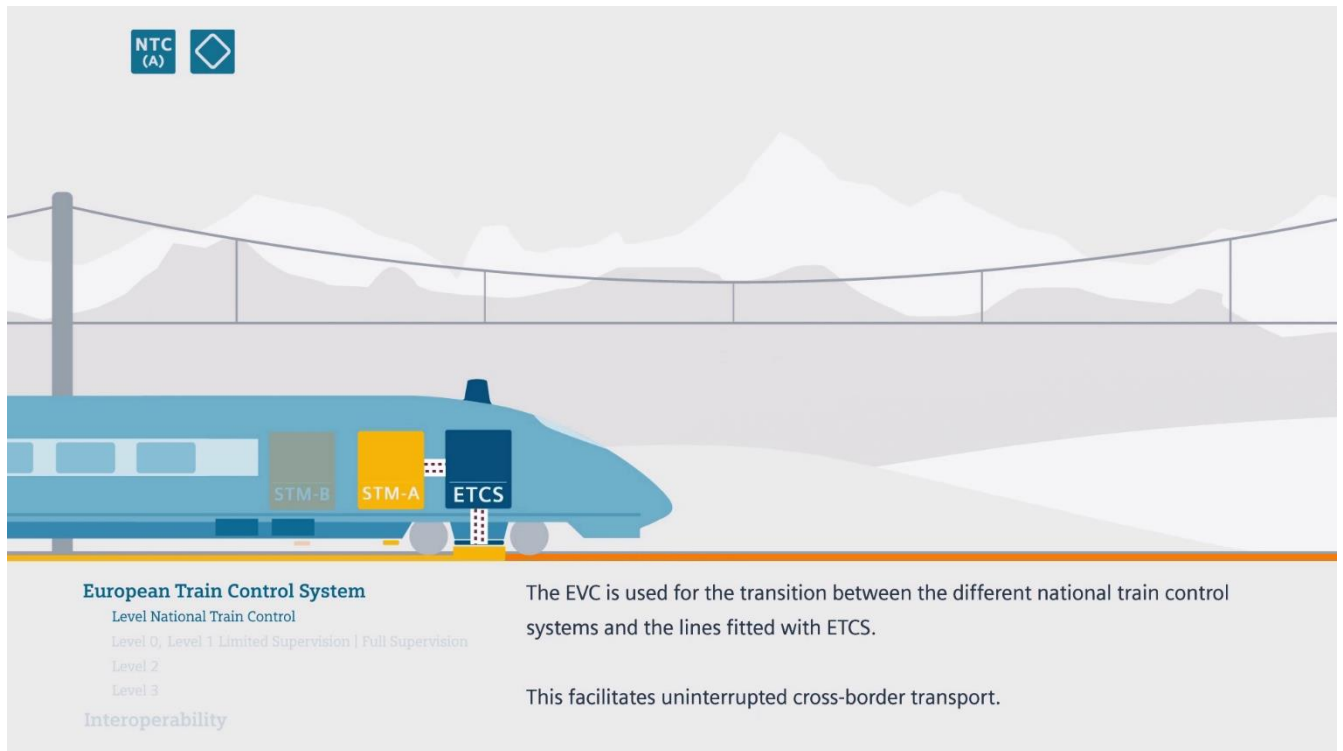 NTC
(A)
STM-B
STM-A
ETCS
European Train Control System
Level National Train Control
Level 0, Level 1 Limited Supervision | Full Supervision
Level 2
Level 3
Interoperability
The EVC is used for the transition between the different national train control
systems and the lines fitted with ETCS.
This facilitates uninterrupted cross-border transport.